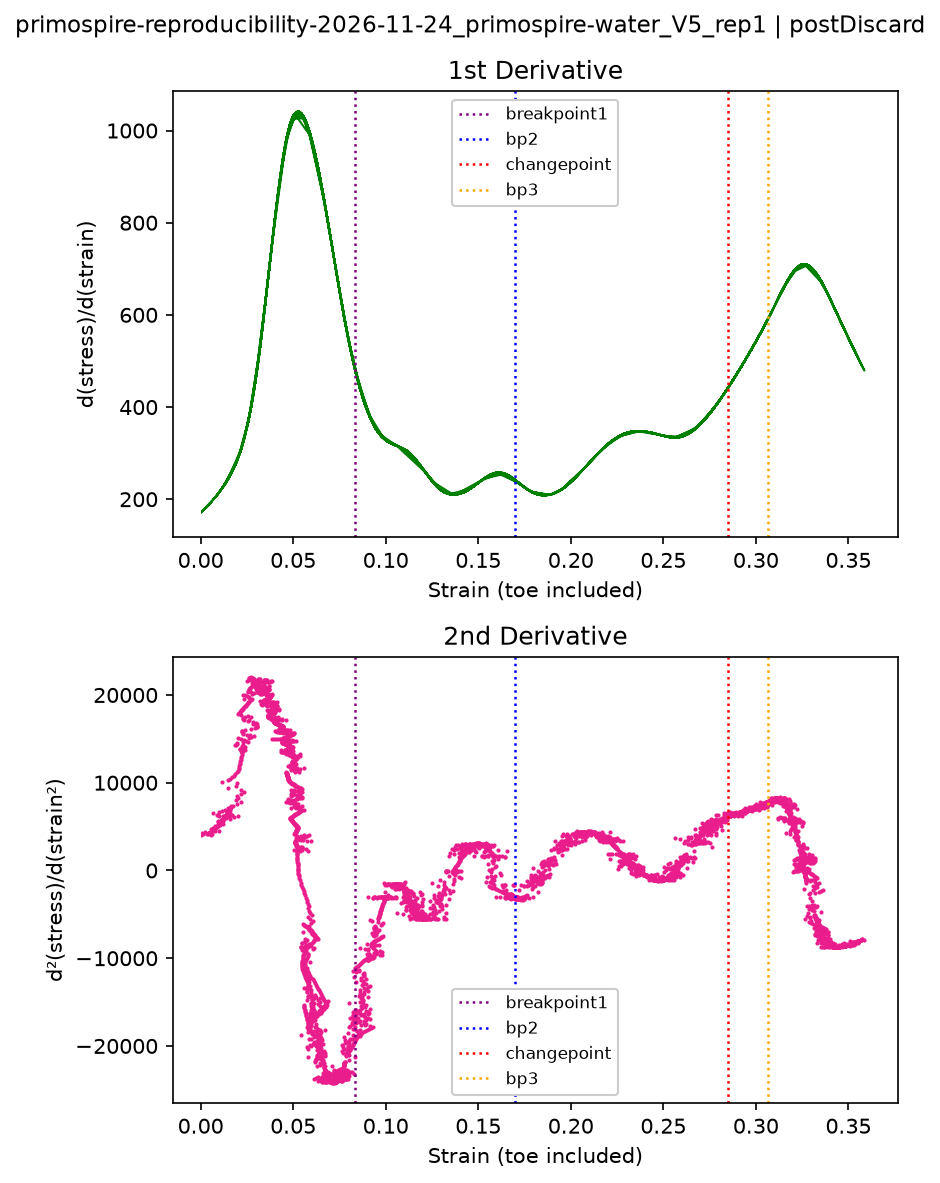 primospire-reproducibility-2026-11-24_primospire-water_V5_rep1 | postDiscard
1st Derivative
breakpoint1
bp2
changepoint
bp3
1000
800
600
400
200
d(stress)/d(strain)
0.00 0.05 0.10 0.15 0.20 0.25 0.30 0.35
Strain (toe included)
2nd Derivative
20000
10000
0
−10000
−20000
d²(stress)/d(strain²)
breakpoint1
bp2
changepoint
bp3
0.00 0.05 0.10 0.15 0.20 0.25 0.30 0.35
Strain (toe included)